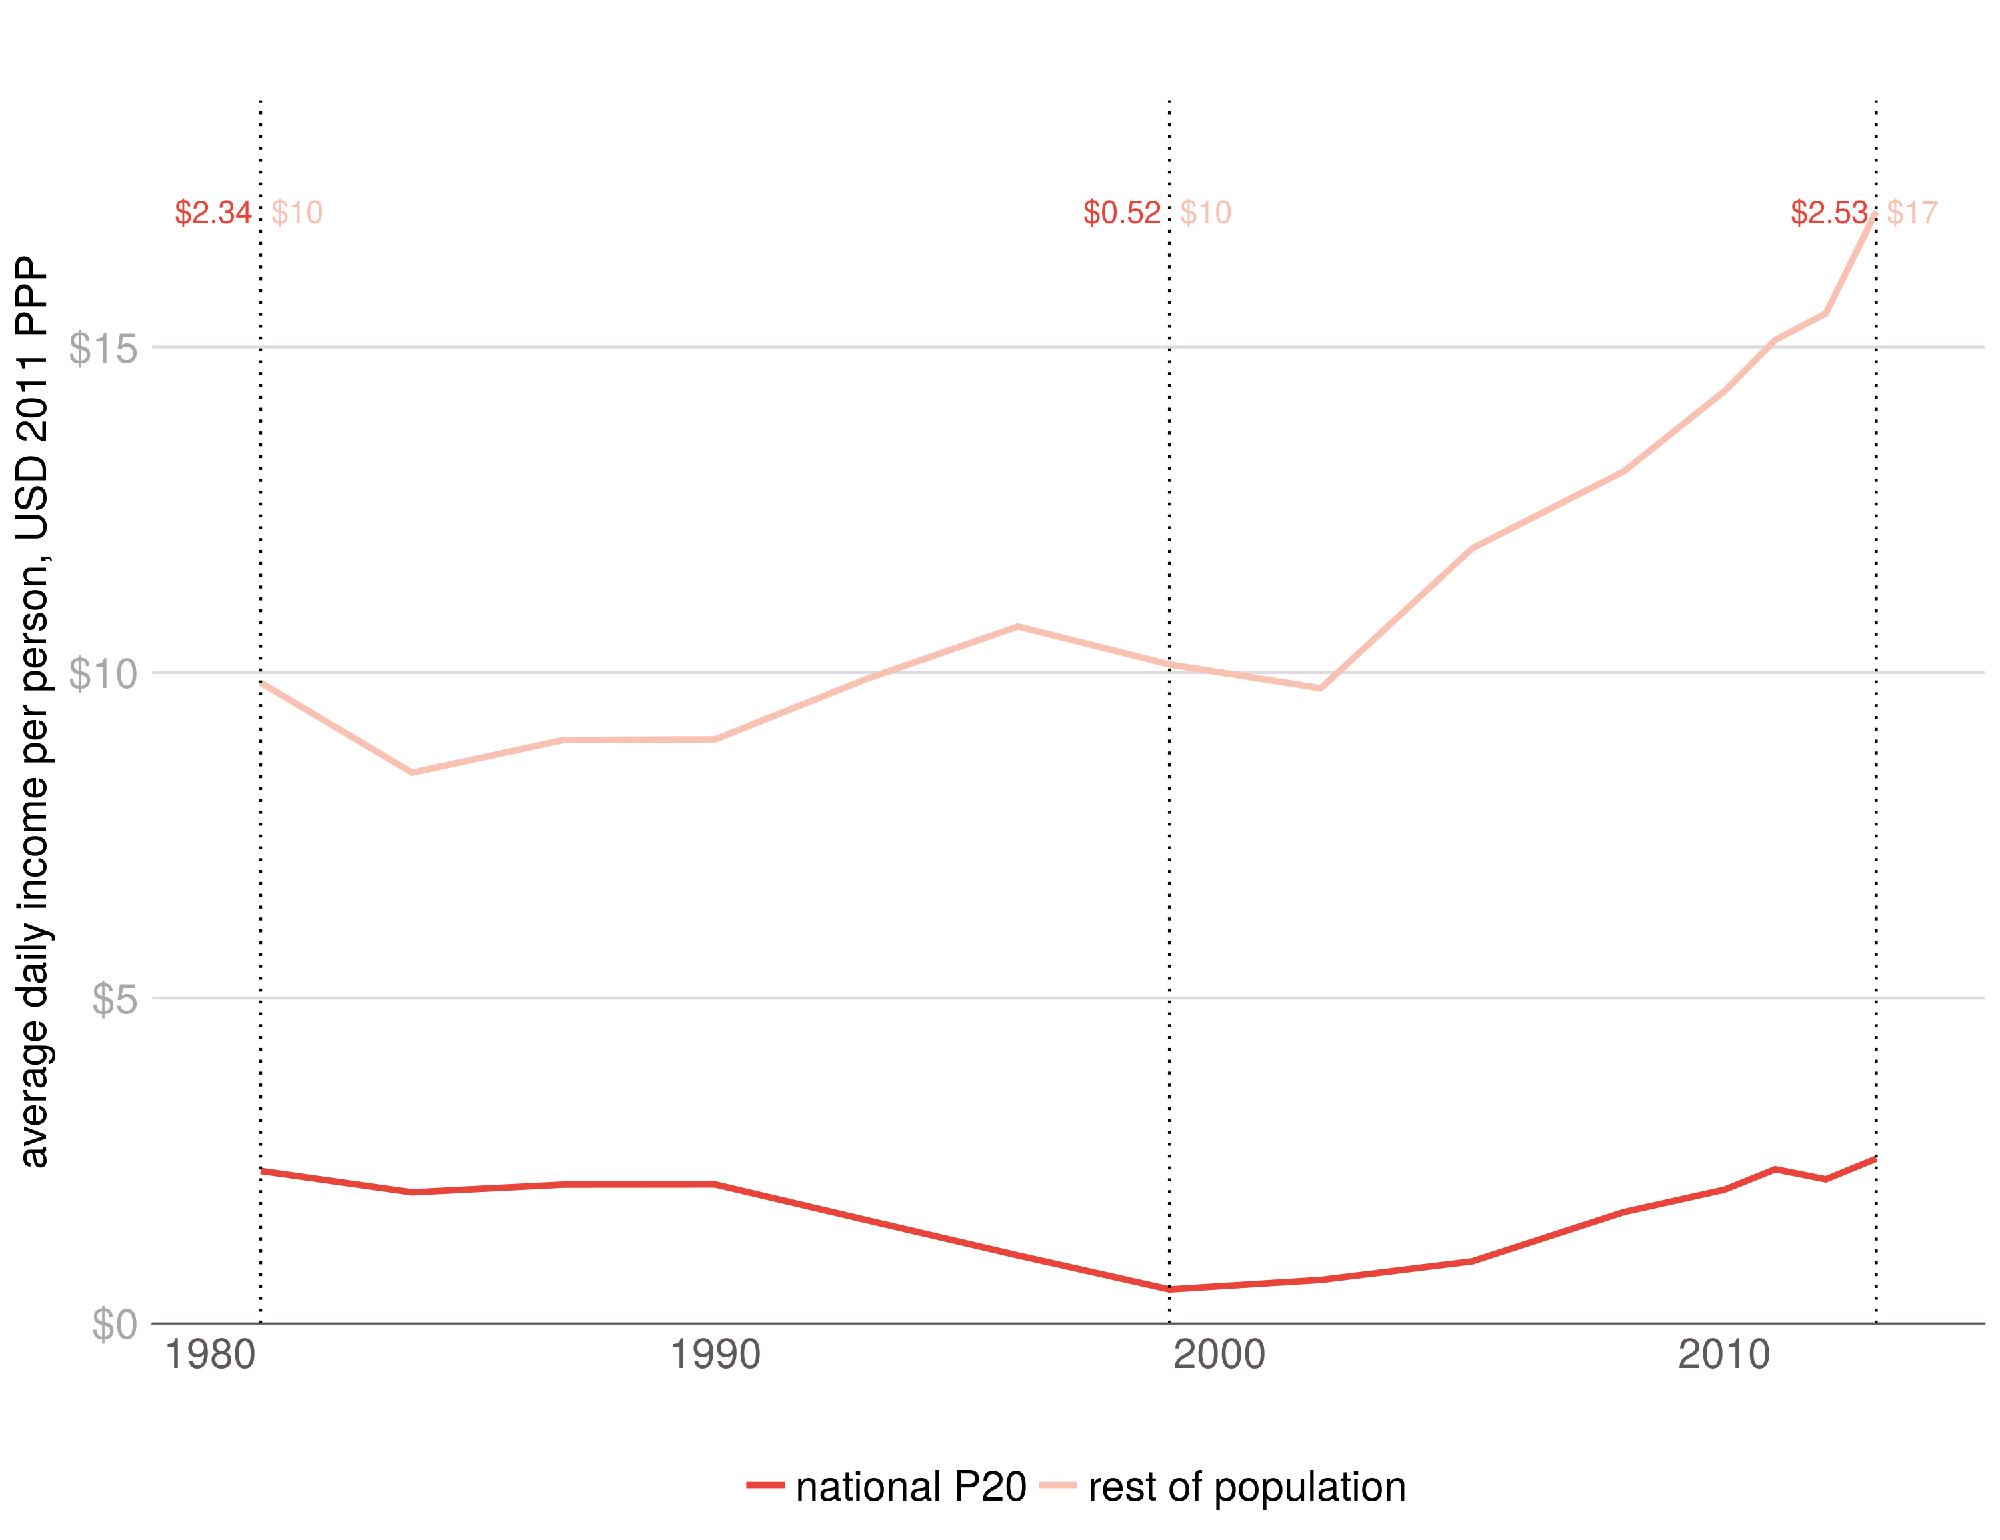 $2.34 $10 $0.52 $10 $2.53 $17
average daily income per person, USD 2011 PPP
$15
$10
$5
$0
1980 1990 2000 2010
national P20 rest of population